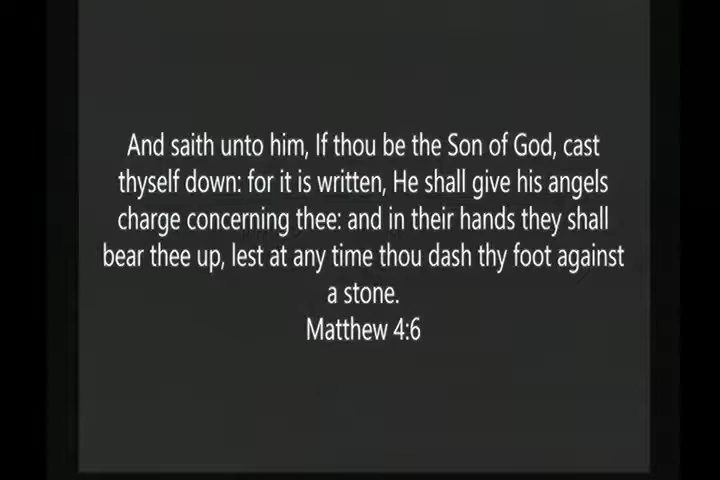 And saith unto him, If thou be the Son of God, cast
thyself down: for it is written, He shall give his angels
charge concerning thee: and in their hands they shall
bear thee up, lest at any time thou dash thy foot against
a stone.
Matthew 4:6